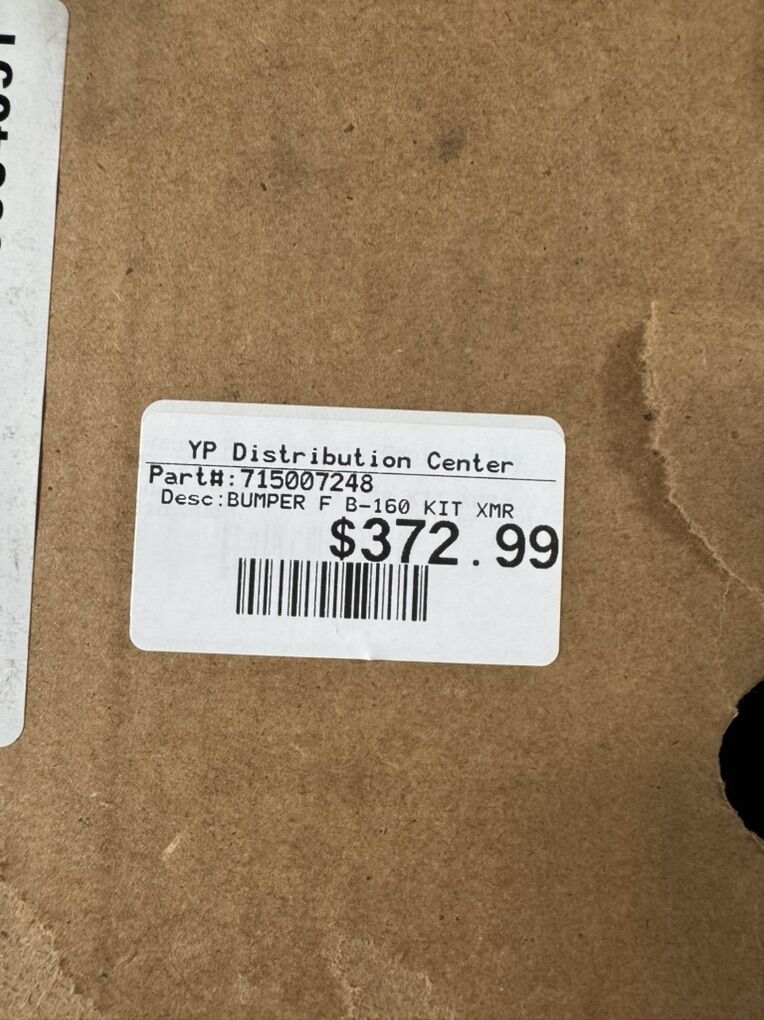 YP Distribution Center
Part#:715007248
Desc:BUMPER F B-160 KIT XMR
$372.99